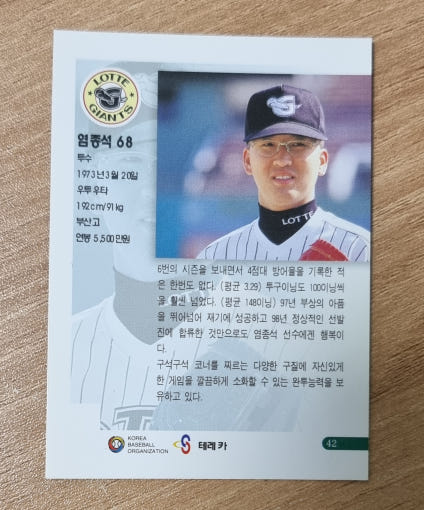 LOTTE
GIANTS
염종석 68
투수
1973년3월 20일
우투우타
192cm/91kg
부산고
연봉 5,500만원
LOTTE
6번의 시즌을 보내면서 4점대 방어율을 기록한 적
은 한번도 없다. (평균 3.29) 투구이닝도 100이닝씩
을 훨씬 넘었다. (평균 148이닝) 97년 부상의 아픔
을 뛰어넘어 재기에 성공하고 98년 정상적인 선발
진에 합류한 것만으로도 염종석 선수에겐 행복이
다.
구석구석 코너를 찌르는 다양한 구질에 자신있게
한 게임을 깔끔하게 소화할 수 있는 완투능력을 보
유하고 있다.
KOREA
BASEBALL
ORGANIZATION
테레카
42